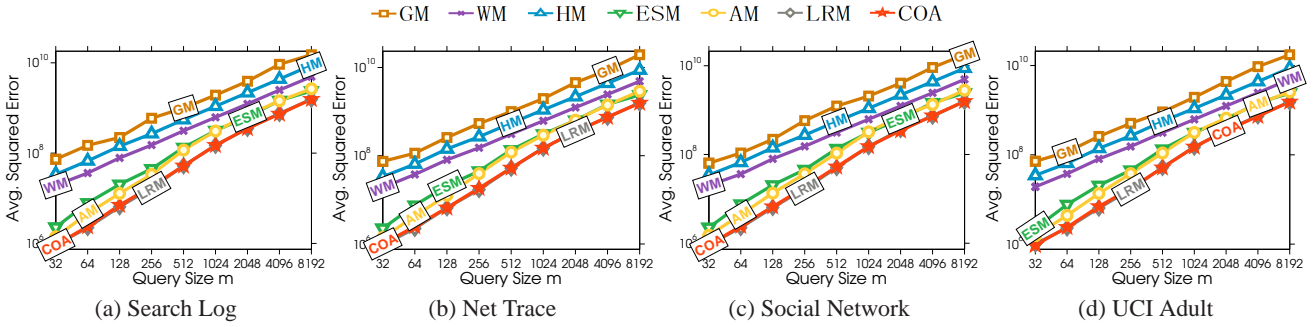 GM WM HM ESM AM LRM COA
Avg. Squared Error
10^10
10^8
10^6
GM
HM
WM
ESM
AM
LRM
COA
32 64 128 256 512 1024 2048 4096 8192
Query Size m
(a) Search Log
Avg. Squared Error
10^10
10^8
10^6
GM
HM
WM
ESM
AM
LRM
COA
32 64 128 256 512 1024 2048 4096 8192
Query Size m
(b) Net Trace
Avg. Squared Error
10^10
10^8
10^6
GM
HM
WM
ESM
AM
LRM
COA
32 64 128 256 512 1024 2048 4096 8192
Query Size m
(c) Social Network
Avg. Squared Error
10^10
10^8
10^6
GM
HM
WM
AM
COA
ESM
LRM
32 64 128 256 512 1024 2048 4096 8192
Query Size m
(d) UCI Adult